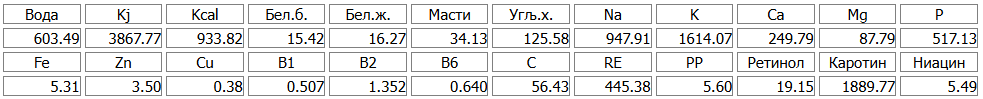 Вода Kj Kcal Бел.б. Бел.ж. Масти Угљ.х. Na K Ca Mg P
603.49 3867.77 933.82 15.42 16.27 34.13 125.58 947.91 1614.07 249.79 87.79 517.13
Fe Zn Cu B1 B2 B6 C RE PP Ретинол Каротин Ниацин
5.31 3.50 0.38 0.507 1.352 0.640 56.43 445.38 5.60 19.15 1889.77 5.49